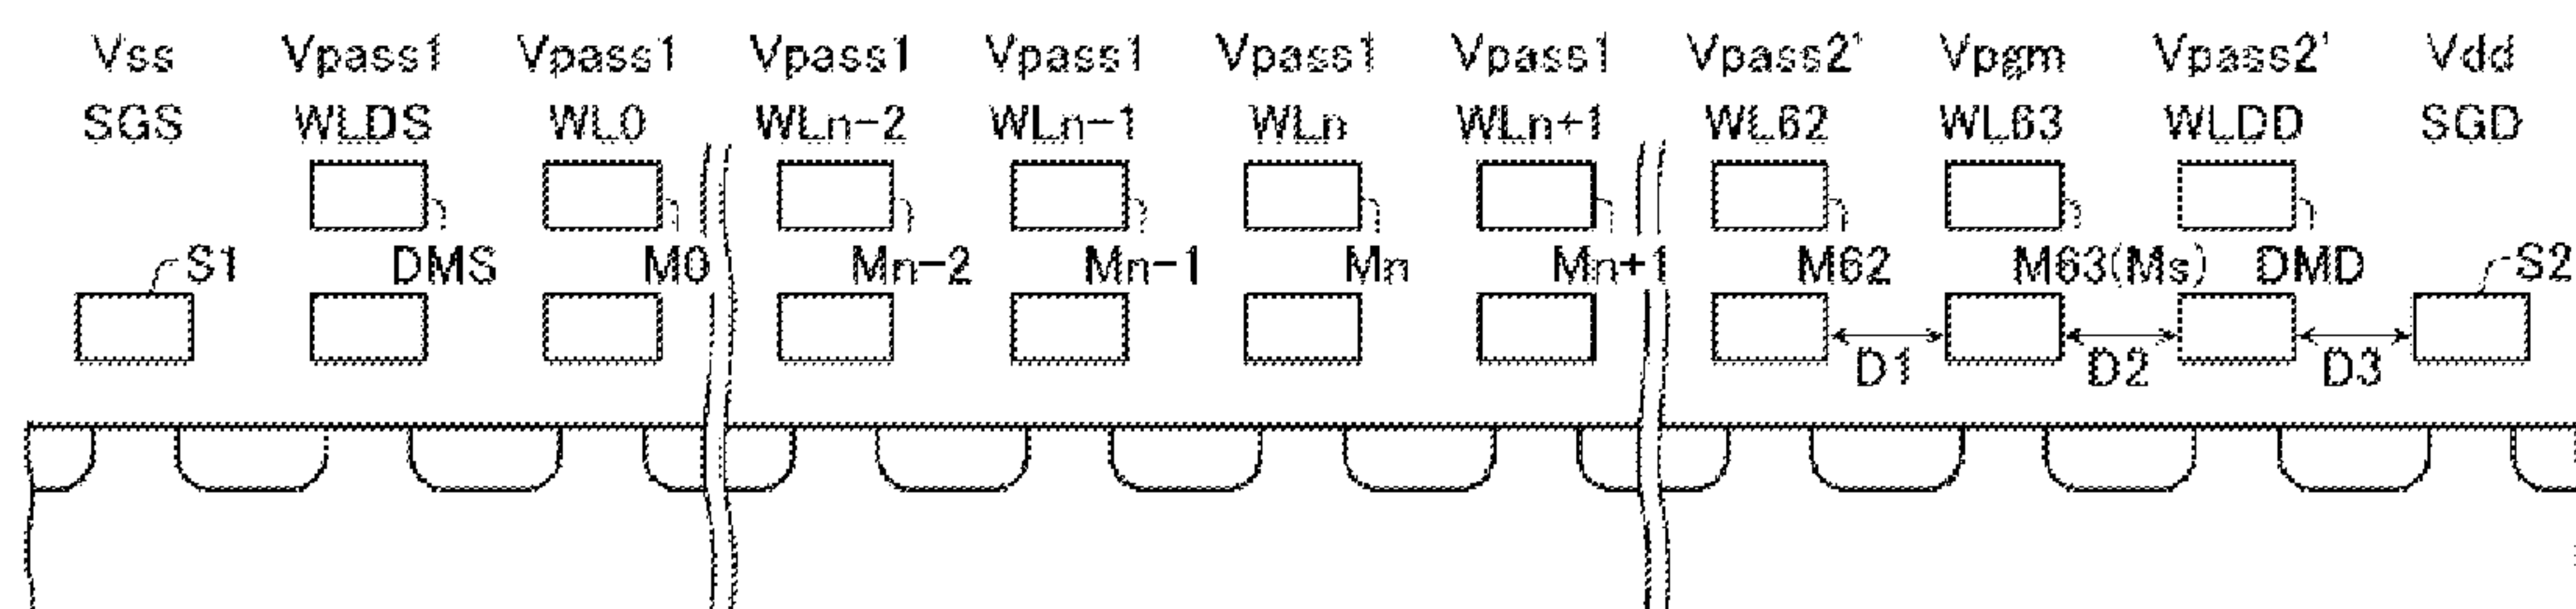 Vss Vpass1 Vpass1 Vpass1 Vpass1 Vpass1 Vpass1 Vpass2' Vpgm Vpass2' Vdd
SGS WLDS WL0 WLn-2 WLn-1 WLn WLn+1 WL62 WL63 WLDD SGD
S1 DMS M0 Mn-2 Mn-1 Mn Mn+1 M62 M63(Ms) DMD S2
D1 D2 D3